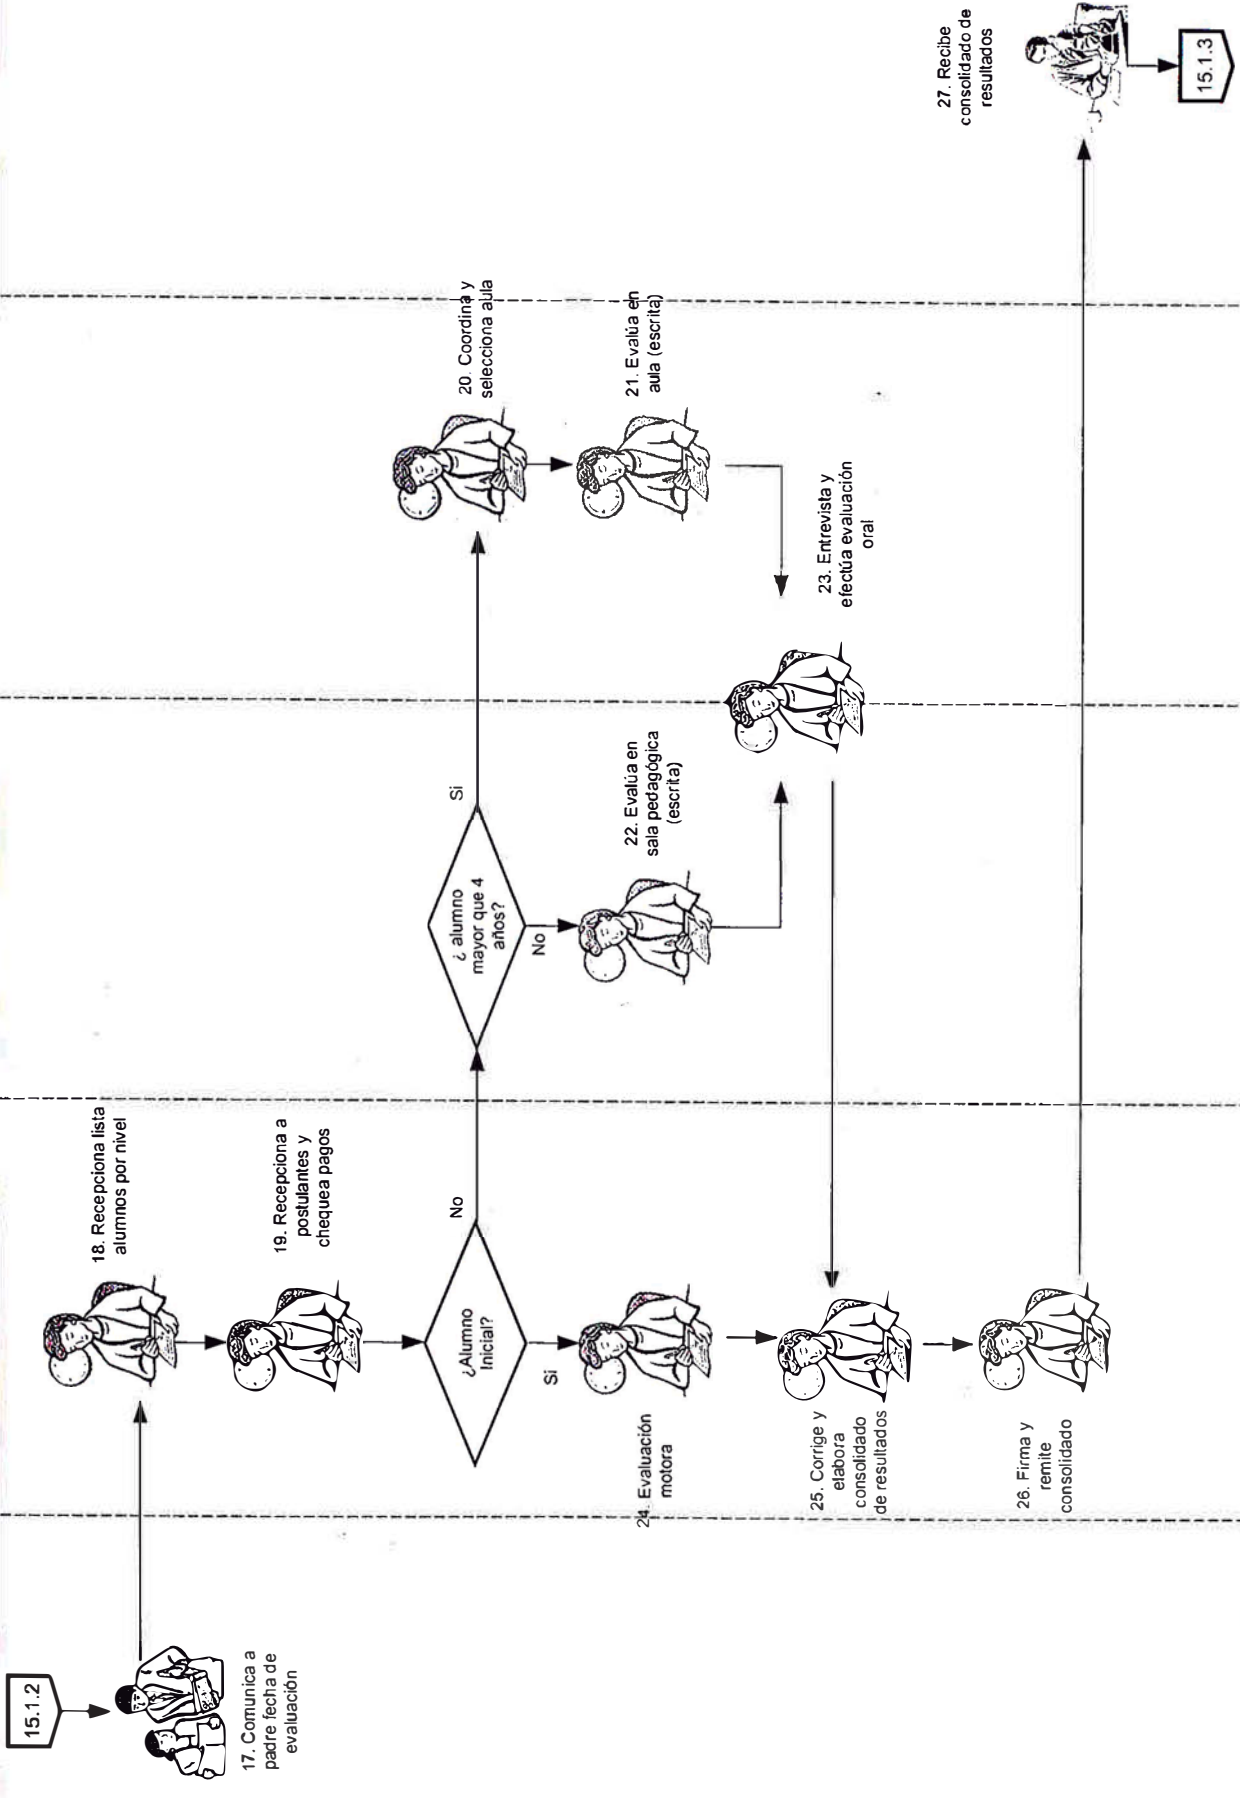 15.1.2
17. Comunica a
padre fecha de
evaluación
18. Recepciona lista
alumnos por nivel
19. Recepciona a
postulantes y
chequea pagos
¿Alumno
Inicial?
No
Si
¿ alumno
mayor que 4
años?
Si
No
20. Coordina y
selecciona aula
21. Evalúa en
aula (escrita)
22. Evalúa en
sala pedagógica
(escrita)
23. Entrevista y
efectúa evaluación
oral
24. Evaluación
motora
25. Corrige y
elabora
consolidado
de resultados
26. Firma y
remite
consolidado
27. Recibe
consolidado de
resultados
15.1.3